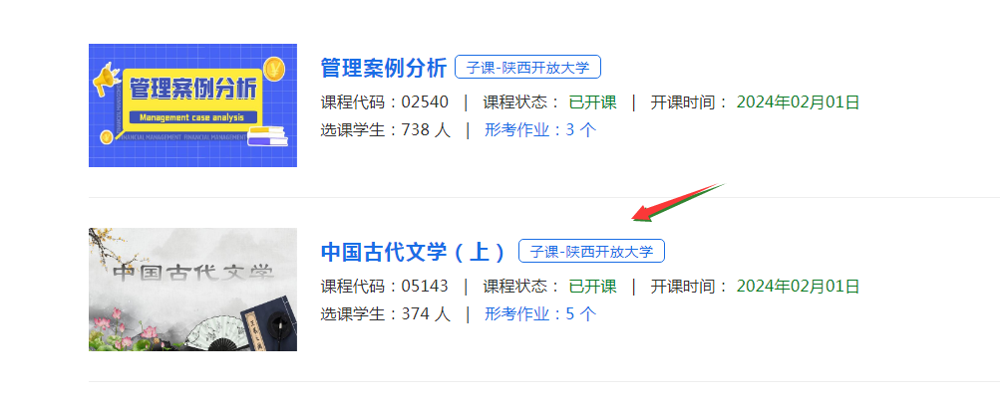 管理案例分析
Management case analysis
管理案例分析 子课-陕西开放大学
课程代码：02540 | 课程状态： 已开课 | 开课时间： 2024年02月01日
选课学生：738 人 | 形考作业：3 个
中国古代文学
中国古代文学（上） 子课-陕西开放大学
课程代码：05143 | 课程状态： 已开课 | 开课时间： 2024年02月01日
选课学生：374 人 | 形考作业：5 个